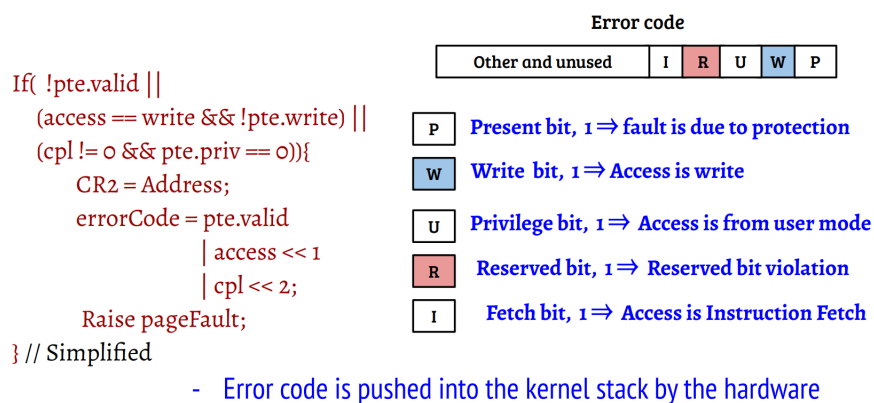 Error code
Other and unused I R U W P
If( !pte.valid ||
(access == write && !pte.write) ||
(cpl != 0 && pte.priv == 0)){
CR2 = Address;
errorCode = pte.valid
| access << 1
| cpl << 2;
Raise pageFault;
} // Simplified
P Present bit, 1 ⇒ fault is due to protection
W Write bit, 1 ⇒ Access is write
U Privilege bit, 1 ⇒ Access is from user mode
R Reserved bit, 1 ⇒ Reserved bit violation
I Fetch bit, 1 ⇒ Access is Instruction Fetch
- Error code is pushed into the kernel stack by the hardware